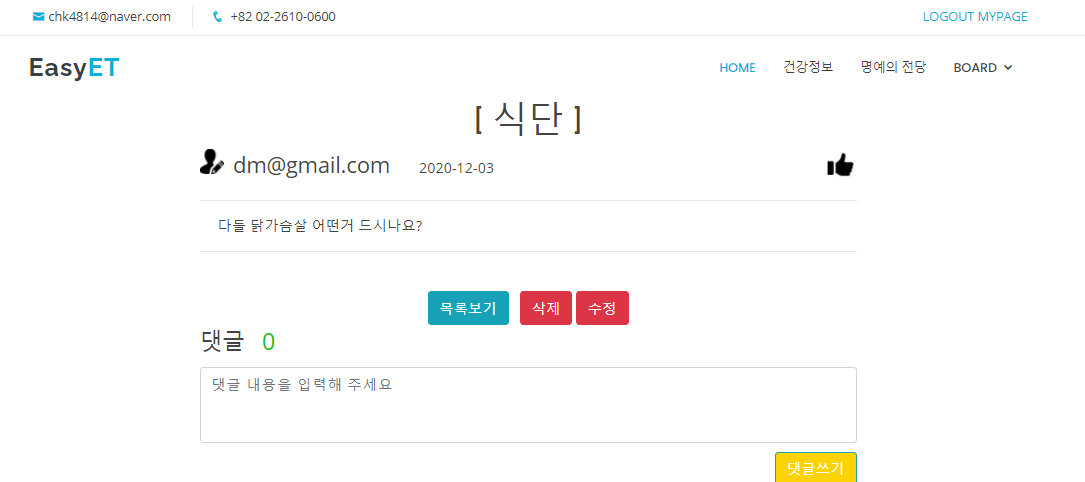 chk4814@naver.com +82 02-2610-0600 LOGOUT MYPAGE
EasyET HOME 건강정보 명예의 전당 BOARD
[ 식단 ]
dm@gmail.com 2020-12-03
다들 닭가슴살 어떤거 드시나요?
목록보기 삭제 수정
댓글 0
댓글 내용을 입력해 주세요
댓글쓰기